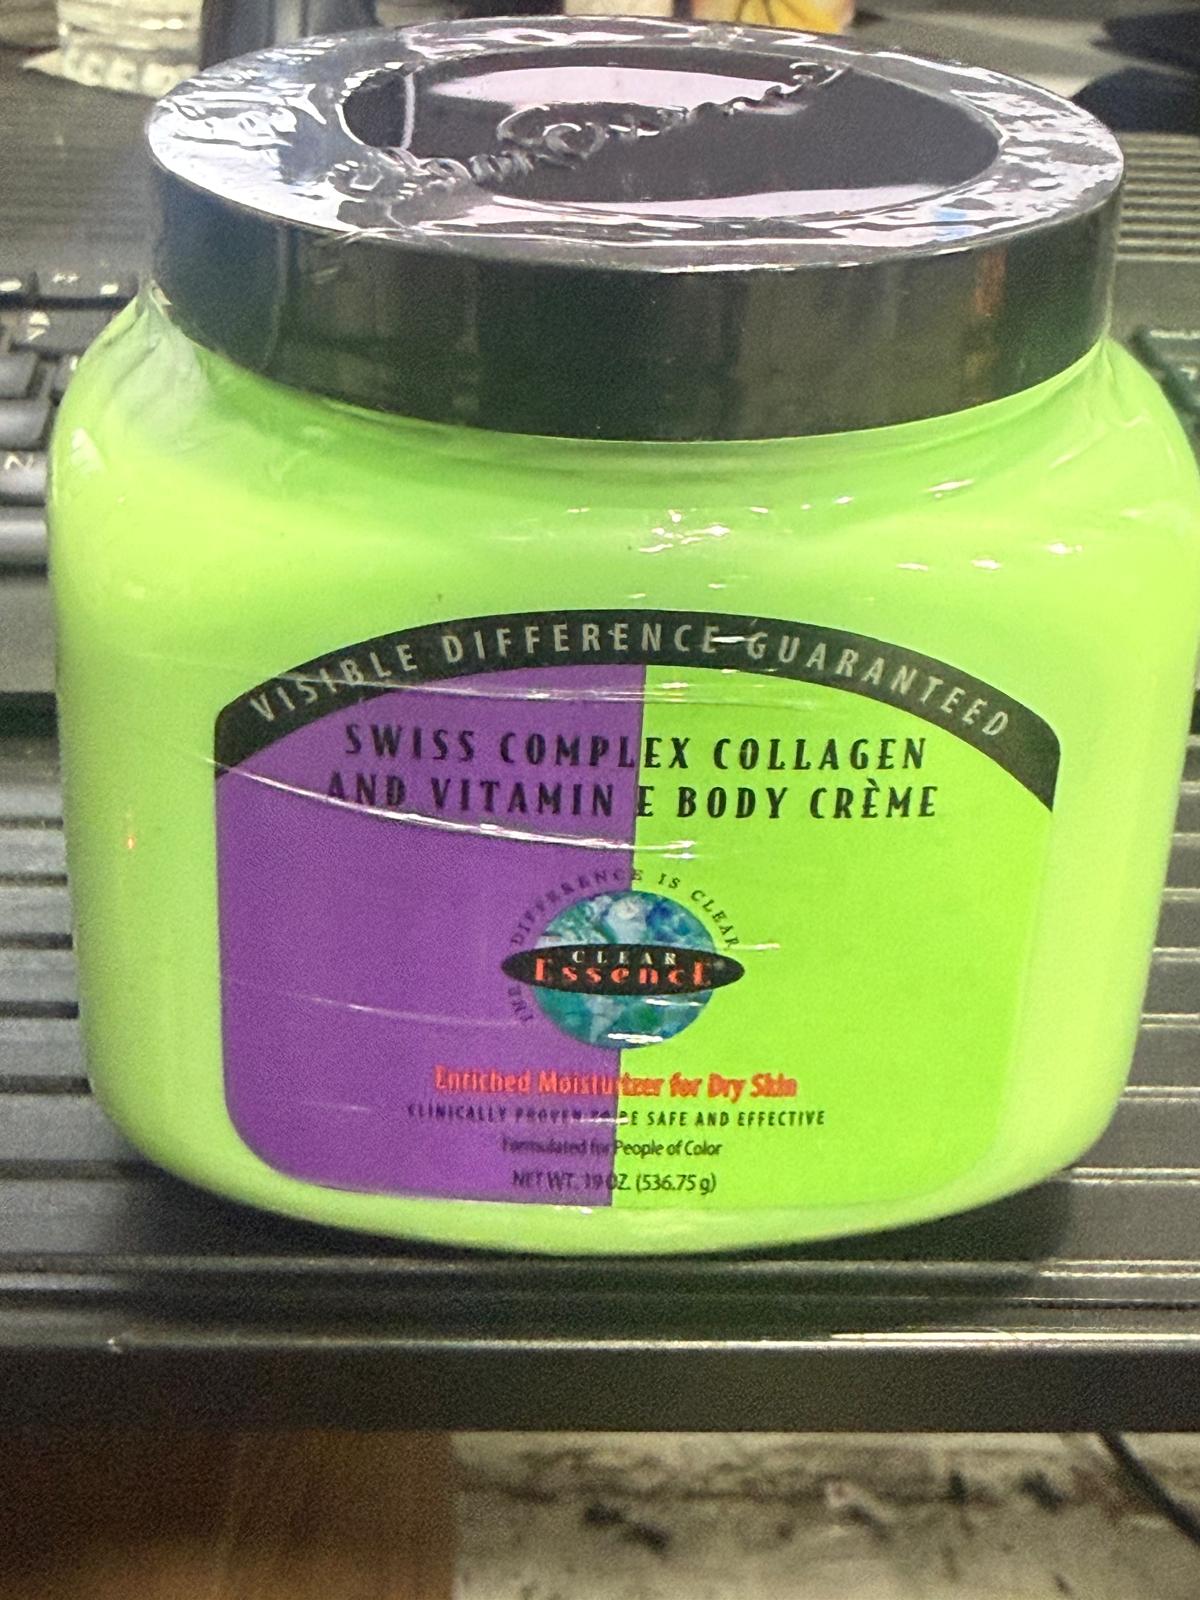 VISIBLE DIFFERENCE GUARANTEED
SWISS COMPLEX COLLAGEN
AND VITAMIN E BODY CRÈME
THE DIFFERENCE IS CLEAR
CLEAR
EssencE
Enriched Moisturizer for Dry Skin
CLINICALLY PROVEN TO BE SAFE AND EFFECTIVE
Formulated for People of Color
NET WT. 19 OZ. (536.75 g)